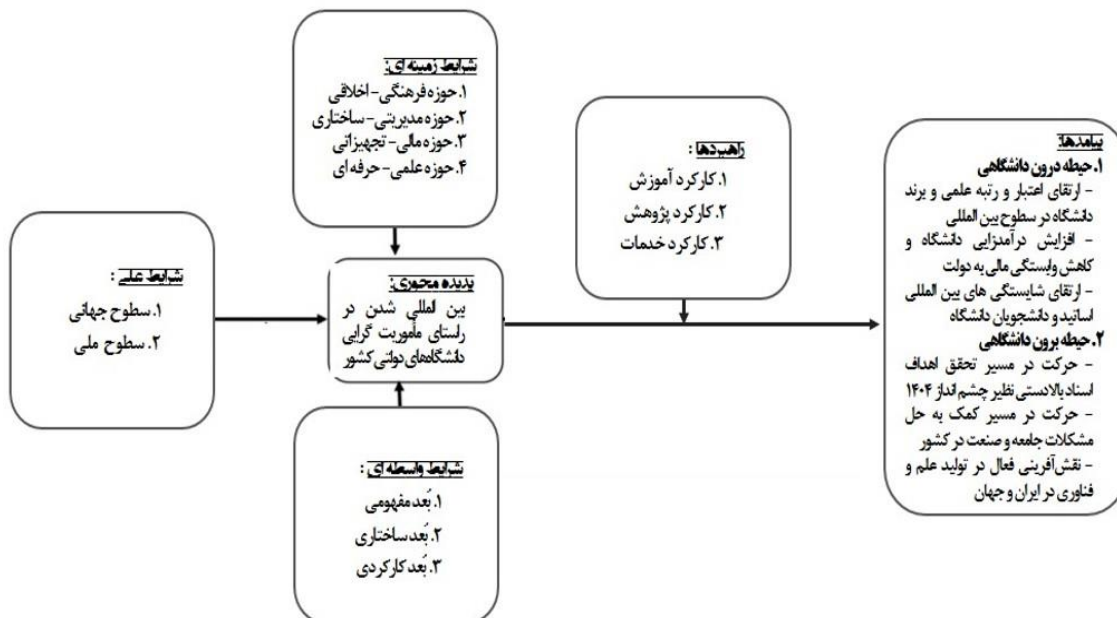 شرایط زمینه ای:
۱.حوزه فرهنگی- اخلاقی
۲.حوزه مدیریتی- ساختاری
۳.حوزه مالی- تجهیزاتی
۴.حوزه علمی- حرفه ای
راهبردها :
۱.کارکرد آموزش
۲.کارکرد پژوهش
۳.کارکرد خدمات
شرایط علی :
۱.سطوح جهانی
۲.سطوح ملی
پدیده محوری:
بین المللی شدن در
راستای مأموریت گرایی
دانشگاه‌های دولتی کشور
شرایط واسطه ای :
۱.بُعد مفهومی
۲.بُعد ساختاری
۳.بُعد کارکردی
پیامدها:
۱.حیطه درون دانشگاهی
- ارتقای اعتبار و رتبه علمی و برند
دانشگاه در سطوح بین المللی
- افزایش درآمدزایی دانشگاه و
کاهش وابستگی مالی به دولت
- ارتقای شایستگی های بین المللی
اساتید و دانشجویان دانشگاه
۲.حیطه برون دانشگاهی
- حرکت در مسیر تحقق اهداف
اسناد بالادستی نظیر چشم انداز ۱۴۰۴
- حرکت در مسیر کمک به حل
مشکلات جامعه و صنعت در کشور
- نقش‌آفرینی فعال در تولید علم و
فناوری در ایران و جهان